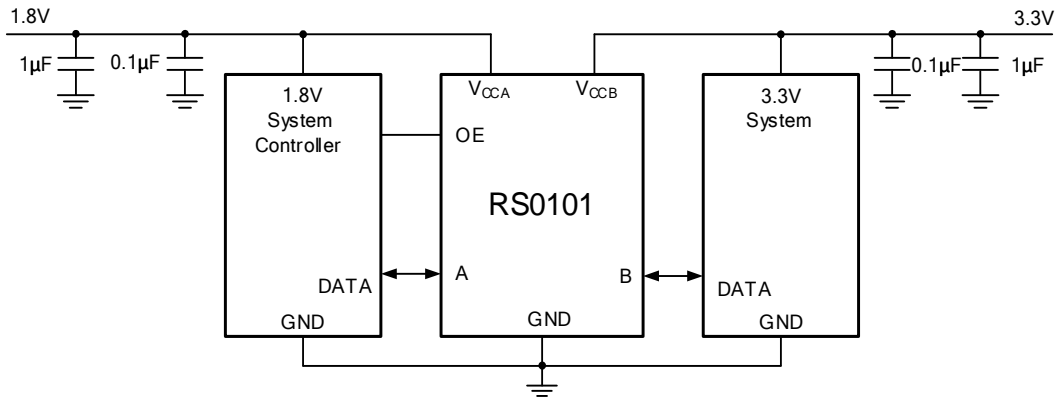 1.8V
3.3V
1µF
0.1µF
0.1µF
1µF
1.8V
System
Controller
VCCA
VCCB
3.3V
System
OE
RS0101
DATA
A
B
DATA
GND
GND
GND